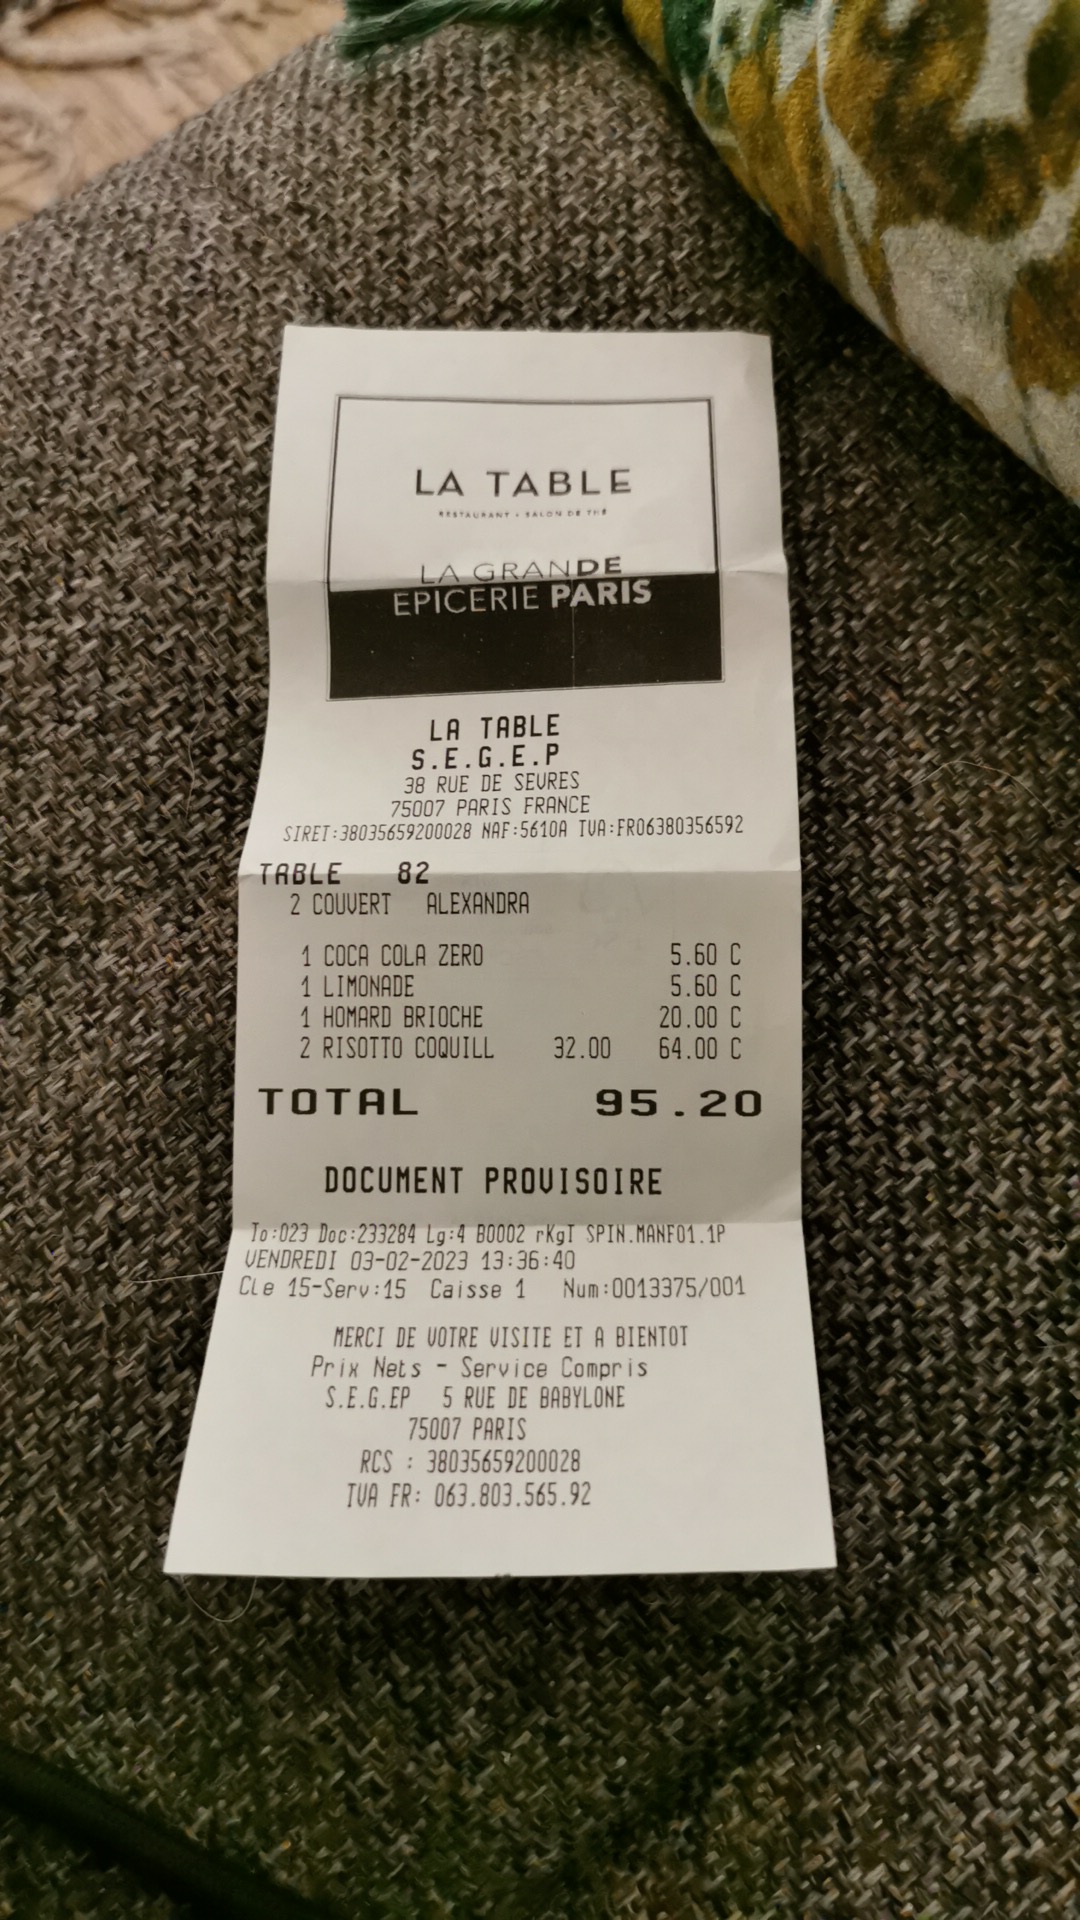 LA TABLE
RESTAURANT • SALON DE THÉ
LA GRANDE
EPICERIE PARIS
LA TABLE
S.E.G.E.P
38 RUE DE SEVRES
75007 PARIS FRANCE
SIRET:38035659200028 NAF:5610A TVA:FR06380356592
TABLE 82
2 COUVERT ALEXANDRA
1 COCA COLA ZERO 5.60 C
1 LIMONADE 5.60 C
1 HOMARD BRIOCHE 20.00 C
2 RISOTTO COQUILL 32.00 64.00 C
TOTAL 95.20
DOCUMENT PROVISOIRE
To:023 Doc:233284 Lg:4 B0002 rKgT SPIN.MANF01.1P
VENDREDI 03-02-2023 13:36:40
Cle 15-Serv:15 Caisse 1 Num:0013375/001
MERCI DE VOTRE VISITE ET A BIENTOT
Prix Nets - Service Compris
S.E.G.EP 5 RUE DE BABYLONE
75007 PARIS
RCS : 38035659200028
TVA FR: 063.803.565.92